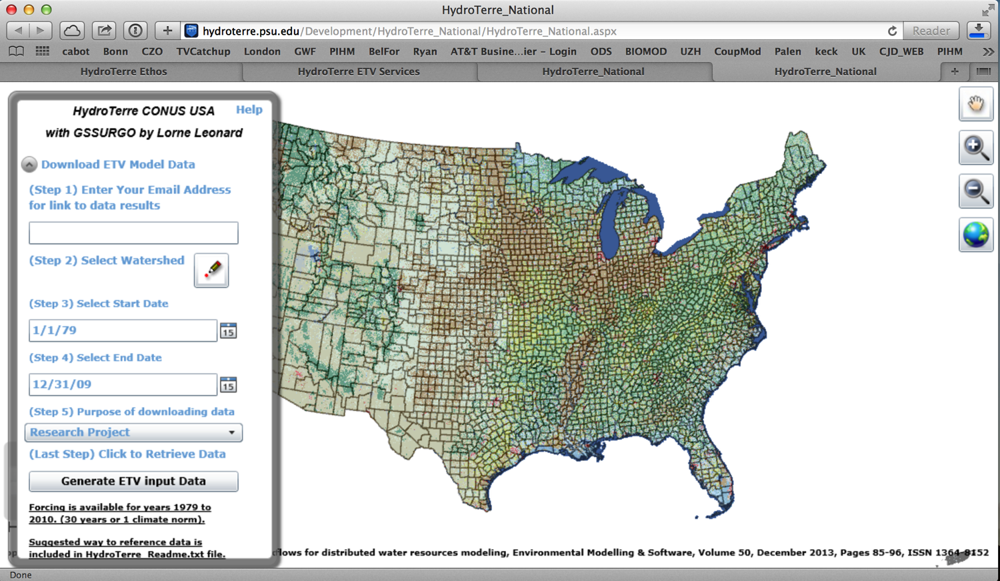 HydroTerre_National
hydroterre.psu.edu/Development/HydroTerre_National/HydroTerre_National.aspx
Reader
cabot Bonn CZO TVCatchup London GWF PIHM BelFor Ryan AT&T Busine...ier – Login ODS BIOMOD UZH CoupMod Palen keck UK CJD_WEB PIHM
HydroTerre Ethos HydroTerre ETV Services HydroTerre_National HydroTerre_National
HydroTerre CONUS USA Help
with GSSURGO by Lorne Leonard
Download ETV Model Data
(Step 1) Enter Your Email Address
for link to data results
(Step 2) Select Watershed
(Step 3) Select Start Date
1/1/79 15
(Step 4) Select End Date
12/31/09 15
(Step 5) Purpose of downloading data
Research Project
(Last Step) Click to Retrieve Data
Generate ETV input Data
Forcing is available for years 1979 to
2010. (30 years or 1 climate norm).
Suggested way to reference data is
included in HydroTerre_Readme.txt file.
flows for distributed water resources modeling, Environmental Modelling & Software, Volume 50, December 2013, Pages 85-96, ISSN 1364-8152
Done